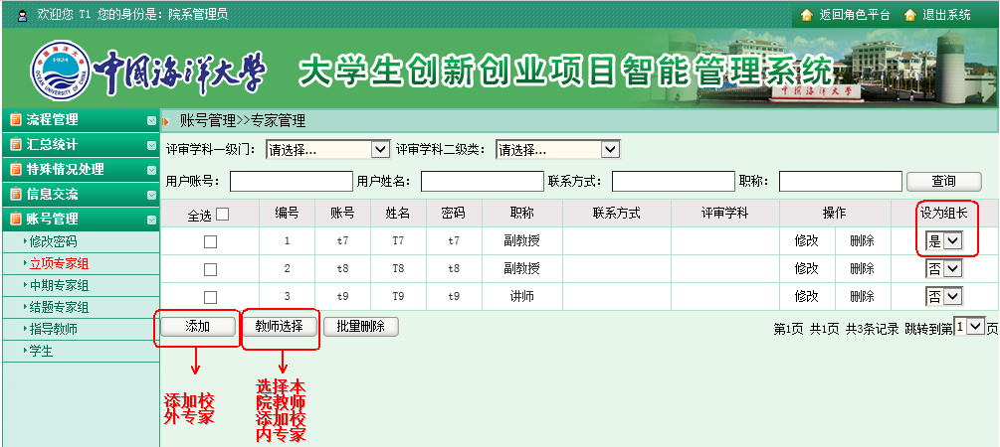 欢迎您 T1 您的身份是: 院系管理员
返回角色平台 退出系统
1924
OCEAN UNIVERSITY OF CHINA
中国海洋大学
大学生创新创业项目智能管理系统
中国海洋大学
流程管理
汇总统计
特殊情况处理
信息交流
账号管理
修改密码
立项专家组
中期专家组
结题专家组
指导教师
学生
账号管理>>专家管理
评审学科一级门: 请选择... 评审学科二级类: 请选择...
用户账号: 用户姓名: 联系方式: 职称: 查询
全选 编号 账号 姓名 密码 职称 联系方式 评审学科 操作 设为组长
1 t7 T7 t7 副教授 修改 删除 是
2 t8 T8 t8 副教授 修改 删除 否
3 t9 T9 t9 讲师 修改 删除 否
添加 教师选择 批量删除
第1页 共1页 共3条记录 跳转到第1页
添加校
外专家
选择本
院教师
添加校
内专家